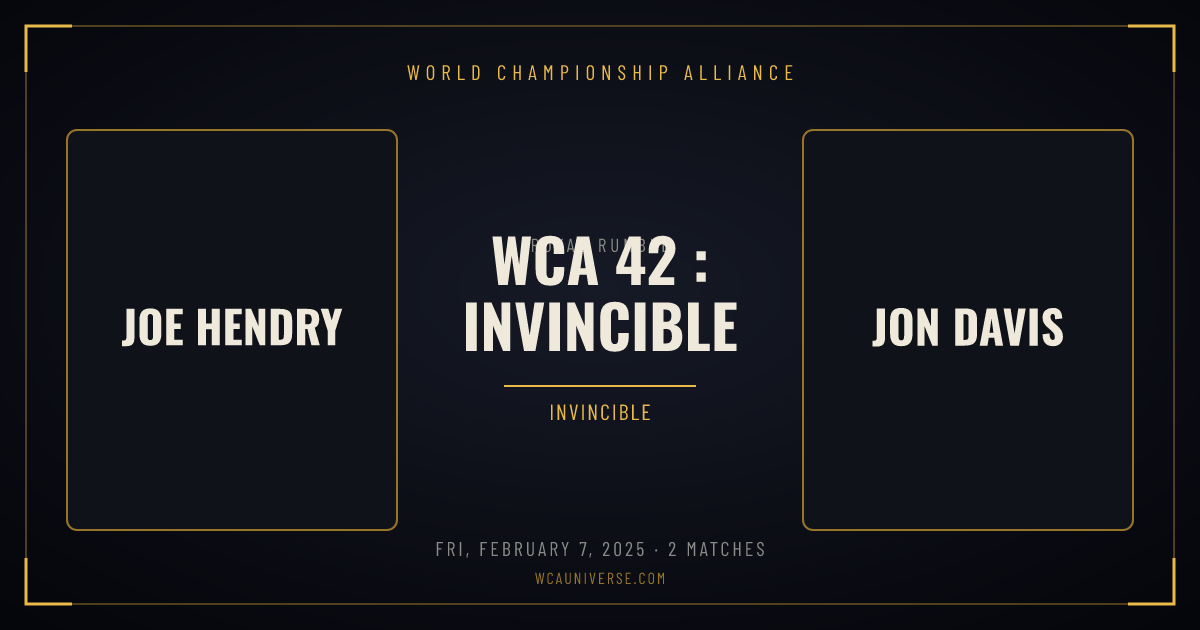 WORLD CHAMPIONSHIP ALLIANCE
WCA 42 :
INVINCIBLE
JOE HENDRY
JON DAVIS
INVINCIBLE
FRI, FEBRUARY 7, 2025 · 2 MATCHES
WCAUNIVERSE.COM